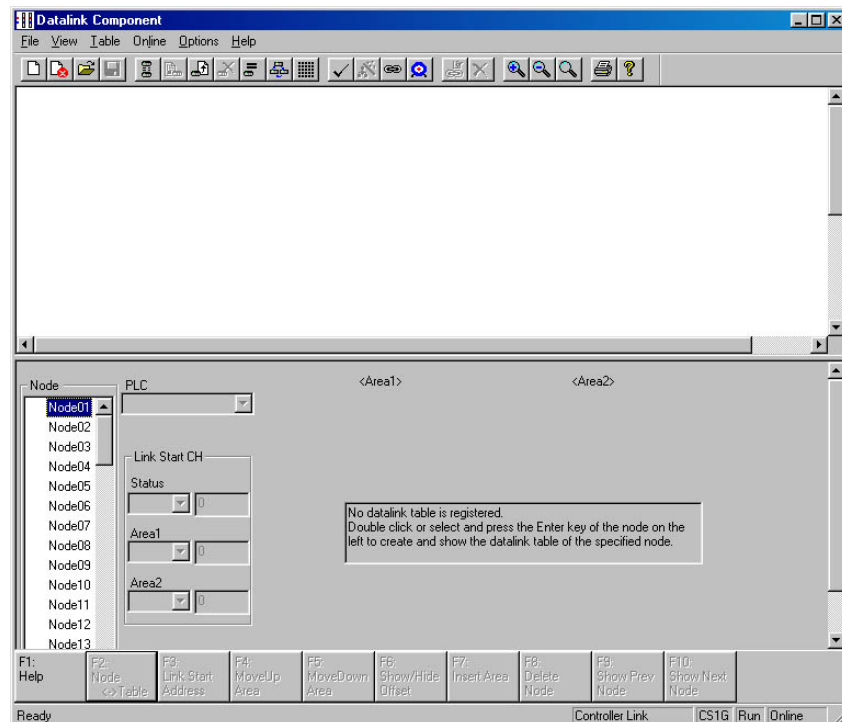 Datalink Component
File View Table Online Options Help
Node
PLC
<Area1>
<Area2>
Node01
Node02
Node03
Node04
Node05
Node06
Node07
Node08
Node09
Node10
Node11
Node12
Node13
Link Start CH
Status
0
Area1
0
Area2
0
No datalink table is registered.
Double click or select and press the Enter key of the node on the
left to create and show the datalink table of the specified node.
F1:
Help
F2:
Node
<->Table
F3:
Link Start
Address
F4:
MoveUp
Area
F5:
MoveDown
Area
F6:
Show/Hide
Offset
F7:
Insert Area
F8:
Delete
Node
F9:
Show Prev
Node
F10:
Show Next
Node
Ready
Controller Link
CS1G
Run
Online